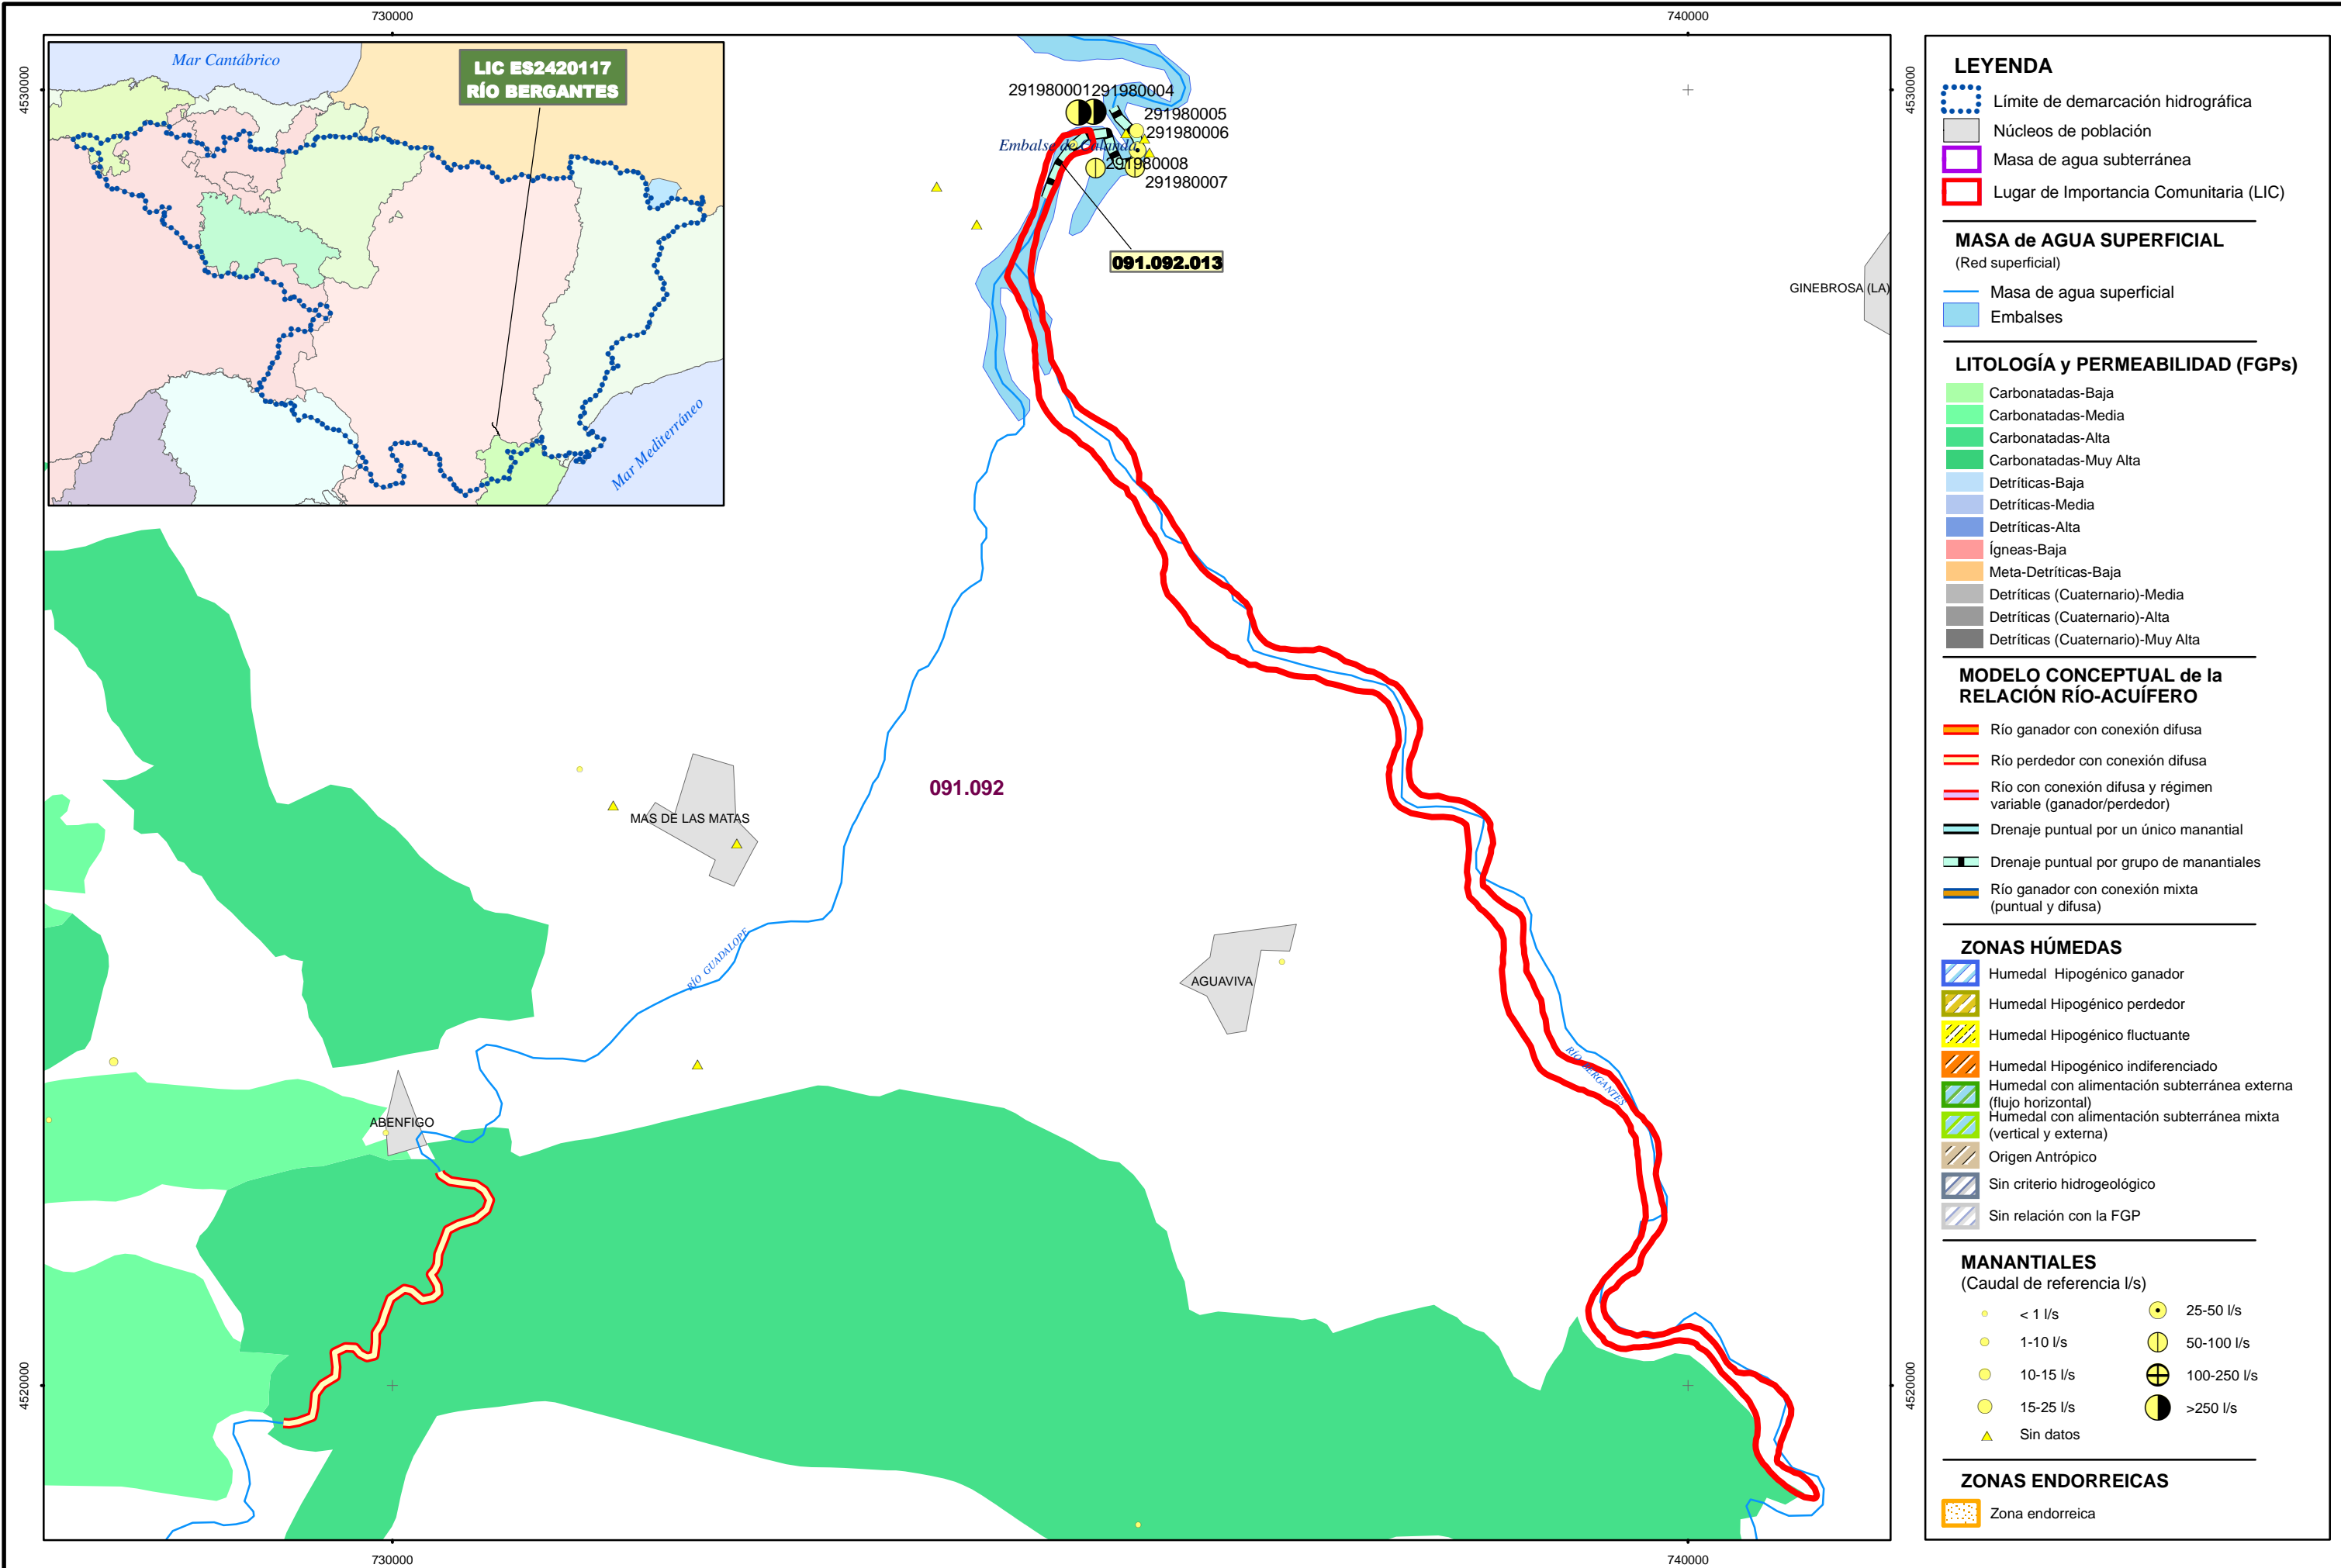 730000
740000
4530000
4530000
Mar Cantábrico
LIC ES2420117
RÍO BERGANTES
Mar Mediterráneo
291980001
291980004
291980005
291980006
Embalse de Calanda
291980008
291980007
091.092.013
GINEBROSA (LA)
091.092
MAS DE LAS MATAS
RÍO GUADALOPE
AGUAVIVA
RÍO BERGANTES
ABENFIGO
4520000
4520000
730000
740000
LEYENDA
Límite de demarcación hidrográfica
Núcleos de población
Masa de agua subterránea
Lugar de Importancia Comunitaria (LIC)
MASA de AGUA SUPERFICIAL
(Red superficial)
Masa de agua superficial
Embalses
LITOLOGÍA y PERMEABILIDAD (FGPs)
Carbonatadas-Baja
Carbonatadas-Media
Carbonatadas-Alta
Carbonatadas-Muy Alta
Detríticas-Baja
Detríticas-Media
Detríticas-Alta
Ígneas-Baja
Meta-Detríticas-Baja
Detríticas (Cuaternario)-Media
Detríticas (Cuaternario)-Alta
Detríticas (Cuaternario)-Muy Alta
MODELO CONCEPTUAL de la
RELACIÓN RÍO-ACUÍFERO
Río ganador con conexión difusa
Río perdedor con conexión difusa
Río con conexión difusa y régimen
variable (ganador/perdedor)
Drenaje puntual por un único manantial
Drenaje puntual por grupo de manantiales
Río ganador con conexión mixta
(puntual y difusa)
ZONAS HÚMEDAS
Humedal Hipogénico ganador
Humedal Hipogénico perdedor
Humedal Hipogénico fluctuante
Humedal Hipogénico indiferenciado
Humedal con alimentación subterránea externa
(flujo horizontal)
Humedal con alimentación subterránea mixta
(vertical y externa)
Origen Antrópico
Sin criterio hidrogeológico
Sin relación con la FGP
MANANTIALES
(Caudal de referencia l/s)
< 1 l/s
1-10 l/s
10-15 l/s
15-25 l/s
Sin datos
25-50 l/s
50-100 l/s
100-250 l/s
>250 l/s
ZONAS ENDORREICAS
Zona endorreica